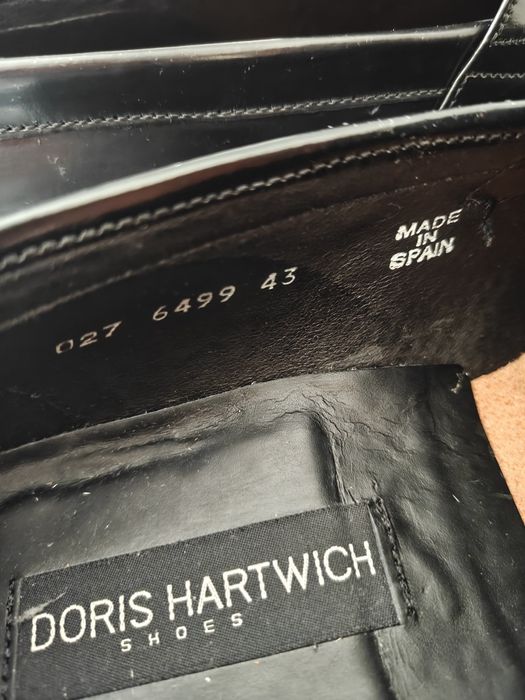 MADE
IN
SPAIN
027 6499 43
DORIS HARTWICH
SHOES